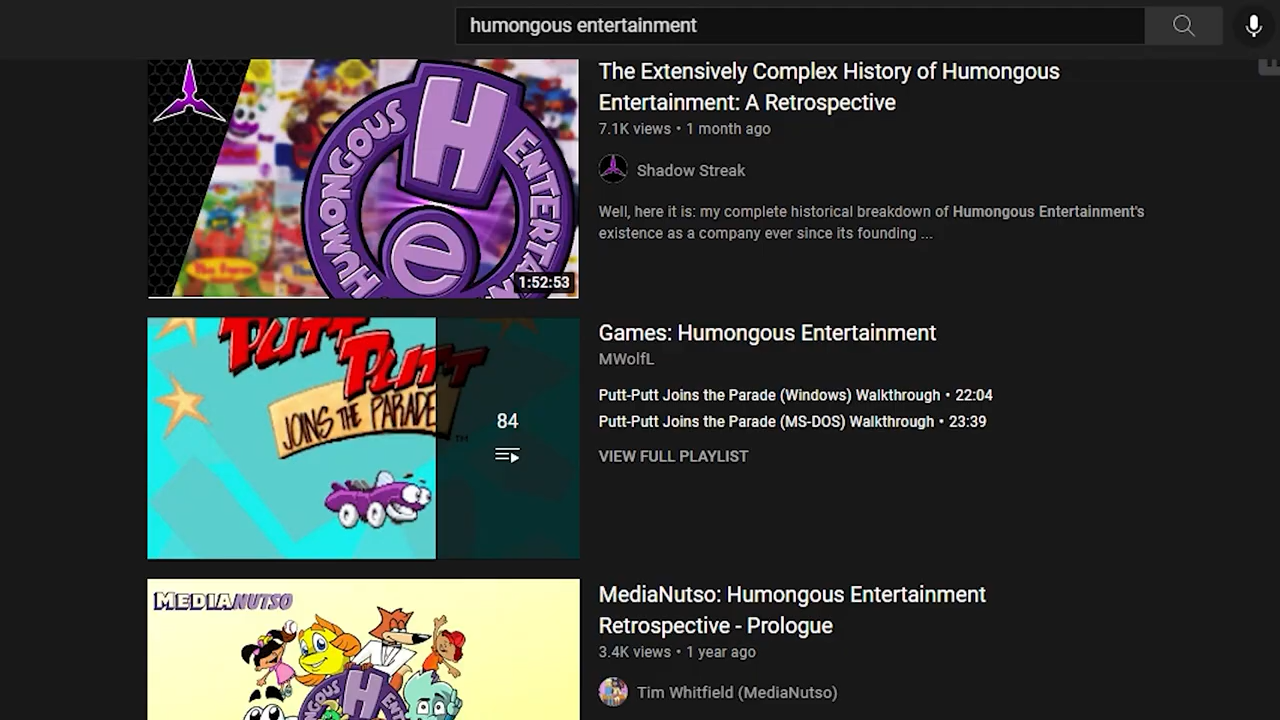 humongous entertainment
The Extensively Complex History of Humongous
Entertainment: A Retrospective
7.1K views • 1 month ago
Shadow Streak
Well, here it is: my complete historical breakdown of Humongous Entertainment's
existence as a company ever since its founding ...
HUMONGOUS
H
ENTERTAIN
e
1:52:53
PUTT
PUTT
JOINS THE PARADE
TM
84
Games: Humongous Entertainment
MWolfL
Putt-Putt Joins the Parade (Windows) Walkthrough • 22:04
Putt-Putt Joins the Parade (MS-DOS) Walkthrough • 23:39
VIEW FULL PLAYLIST
MEDIANUTSO
H
MediaNutso: Humongous Entertainment
Retrospective - Prologue
3.4K views • 1 year ago
Tim Whitfield (MediaNutso)